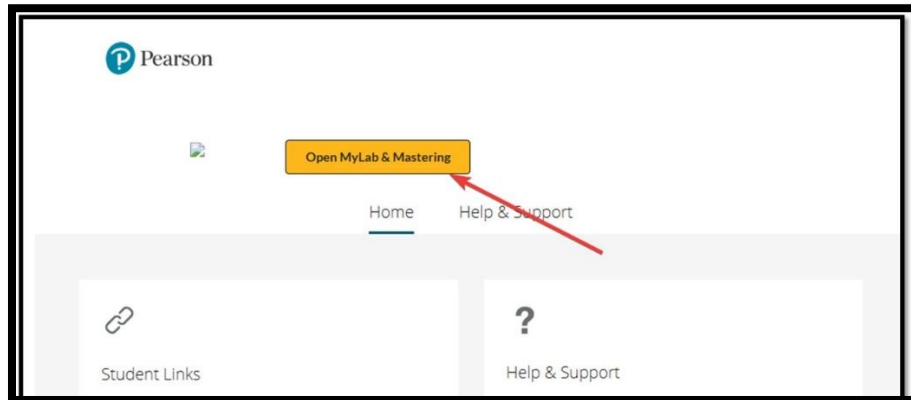 Pearson
Open MyLab & Mastering
Home Help & Support
?
Student Links
Help & Support